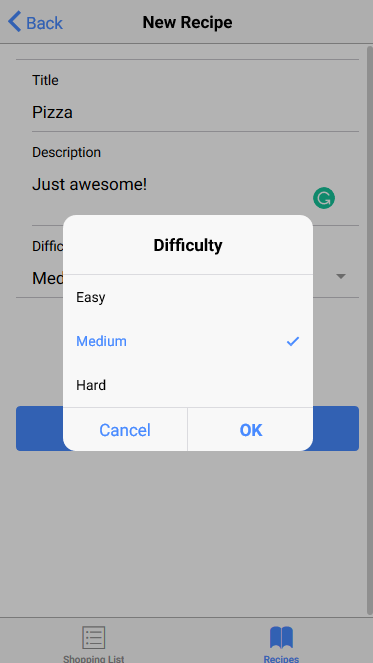 Back
New Recipe
Title
Pizza
Description
Just awesome!
Difficulty
Easy
Medium
Hard
Cancel
OK
Shopping List
Recipes